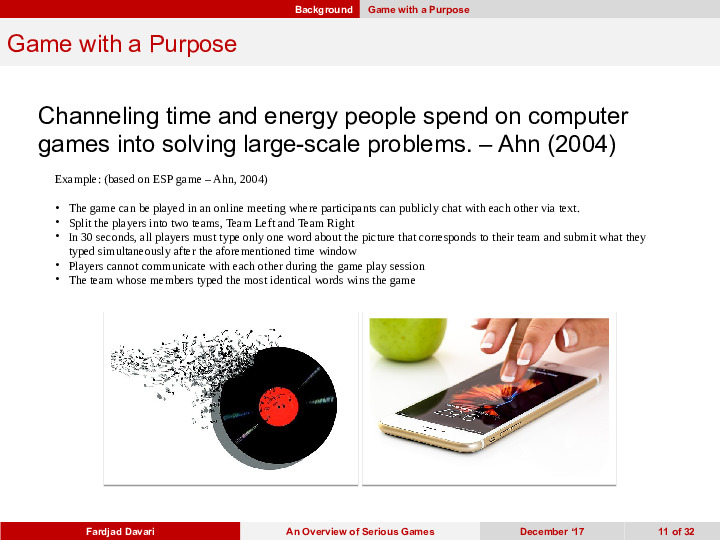 Background Game with a Purpose
Game with a Purpose
Channeling time and energy people spend on computer
games into solving large-scale problems. – Ahn (2004)
Example: (based on ESP game – Ahn, 2004)
• The game can be played in an online meeting where participants can publicly chat with each other via text.
• Split the players into two teams, Team Left and Team Right
• In 30 seconds, all players must type only one word about the picture that corresponds to their team and submit what they
typed simultaneously after the aforementioned time window
• Players cannot communicate with each other during the game play session
• The team whose members typed the most identical words wins the game
Fardjad Davari An Overview of Serious Games December ‘17 11 of 32